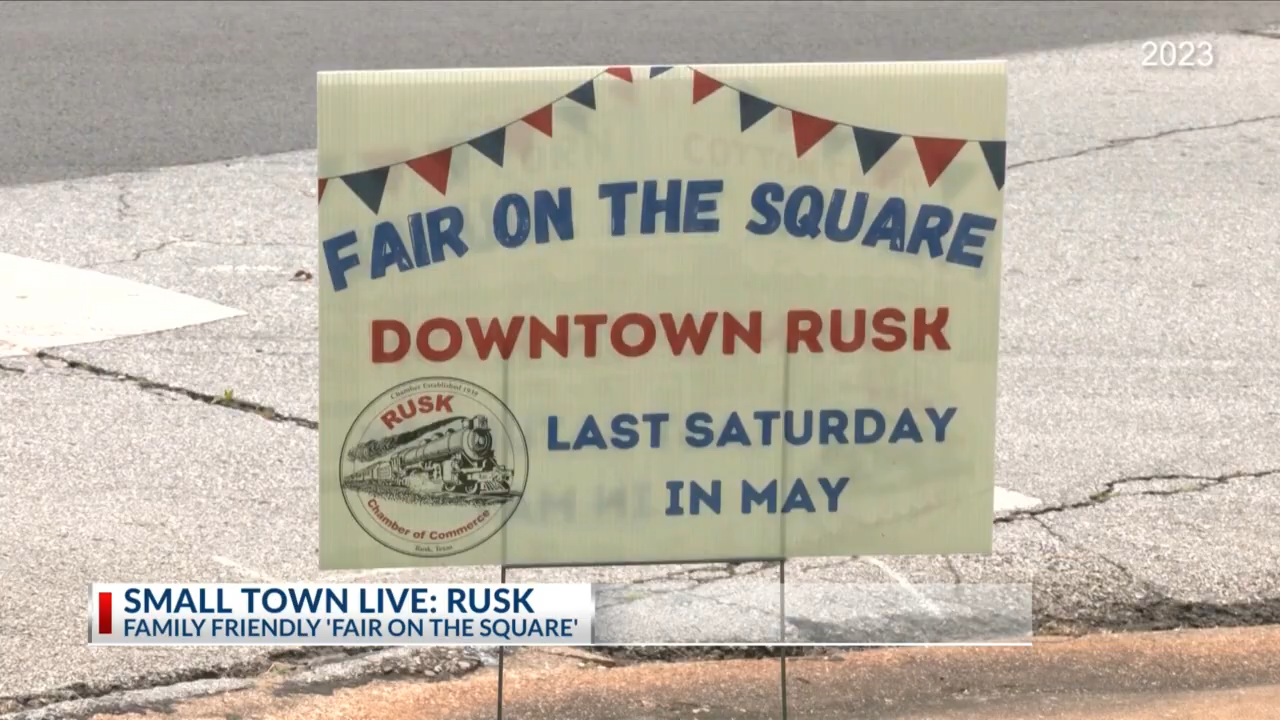 2023
FAIR ON THE SQUARE
DOWNTOWN RUSK
Chamber Established 1939
RUSK
Chamber of Commerce
Rusk, Texas
LAST SATURDAY
IN MAY
SMALL TOWN LIVE: RUSK
FAMILY FRIENDLY 'FAIR ON THE SQUARE'